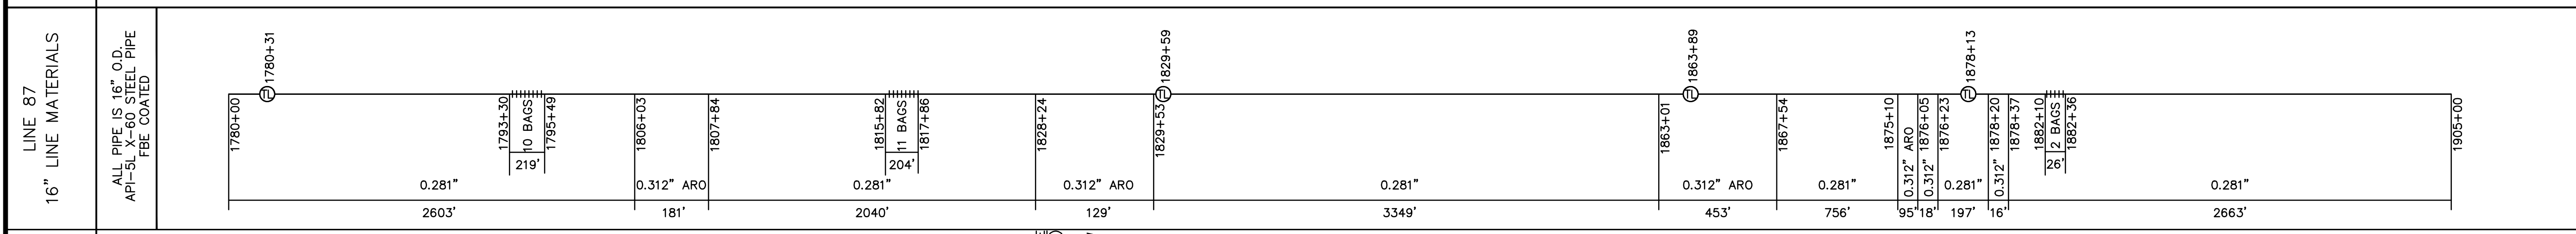 LINE 87
16" LINE MATERIALS
ALL PIPE IS 16" O.D.
API-5L X-60 STEEL PIPE
FBE COATED
1780+31
1829+59
1863+89
1878+13
TL
TL
TL
TL
1780+00
1793+30
10 BAGS
1795+49
1806+03
1807+84
1815+82
11 BAGS
1817+86
1828+24
1829+53
1863+01
1867+54
1875+10
0.312" ARO
1876+05
0.312"
1876+23
1878+20
0.312"
1878+37
1882+10
2 BAGS
1882+36
1905+00
219'
204'
26'
0.281"
0.312" ARO
0.281"
0.312" ARO
0.281"
0.312" ARO
0.281"
0.281"
0.281"
2603'
181'
2040'
129'
3349'
453'
756'
95'
18'
197'
16'
2663'